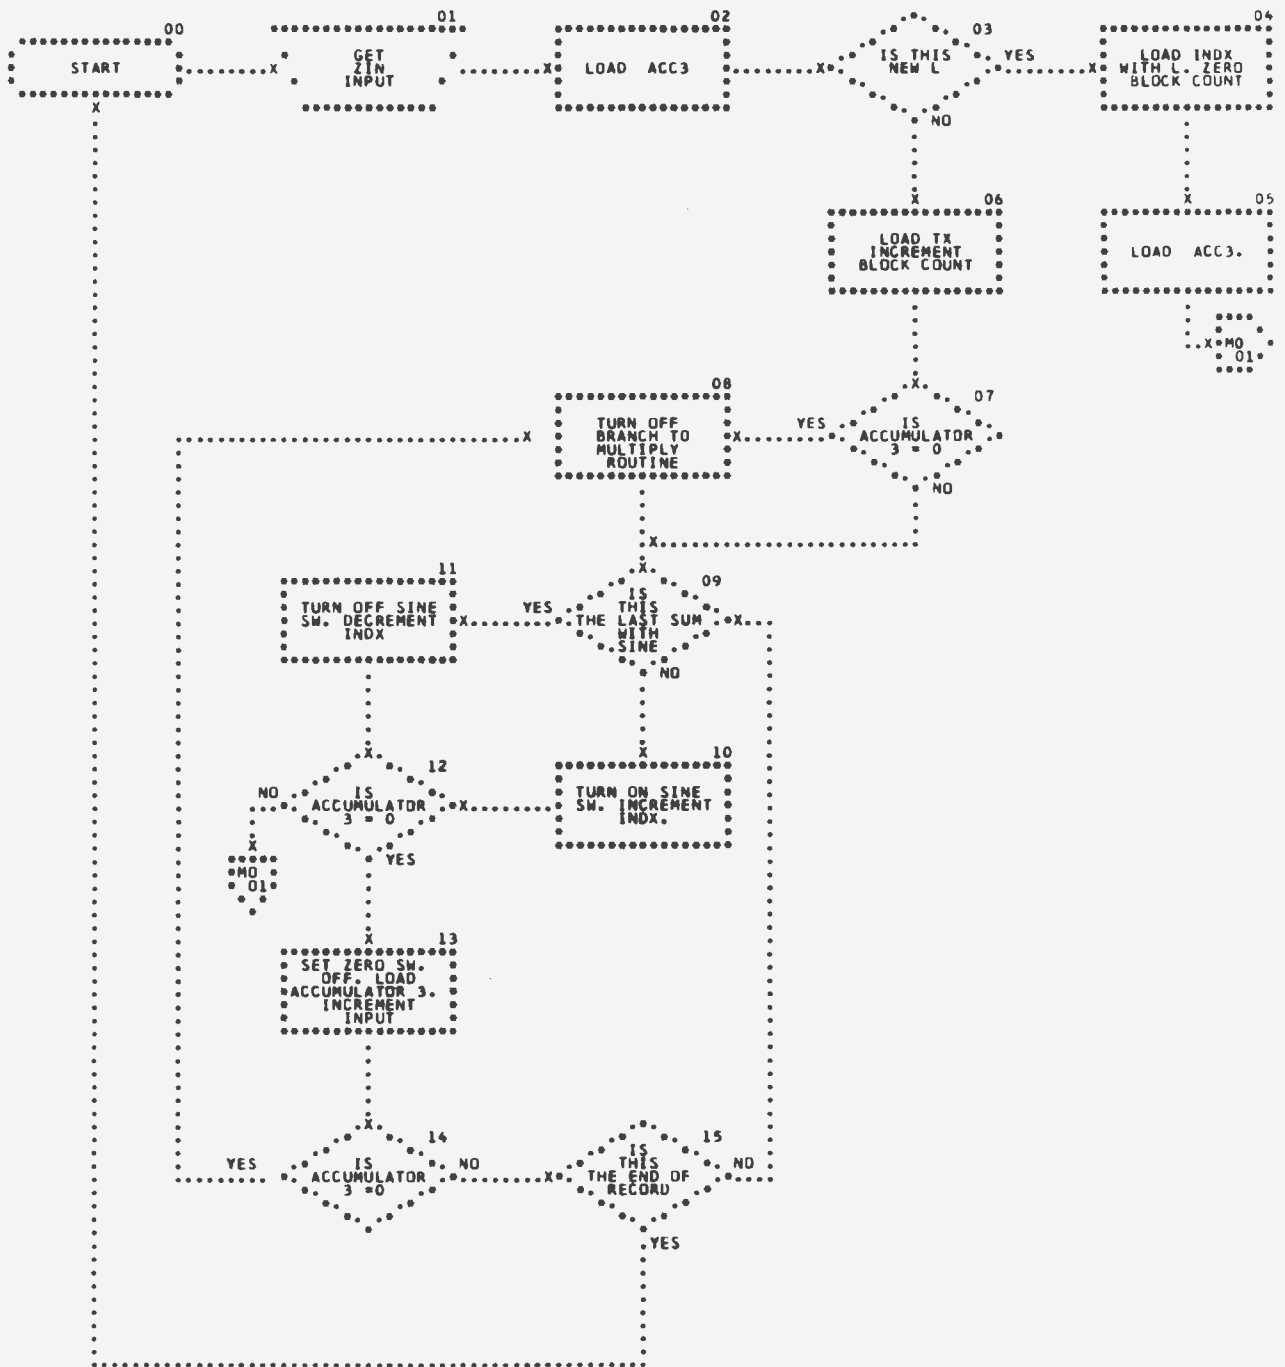 00
START
01
GET
ZIN
INPUT
02
LOAD ACC3
03
IS THIS
NEW L
YES
NO
04
LOAD INDX
WITH L. ZERO
BLOCK COUNT
05
LOAD ACC3.
MO
01
06
LOAD TX
INCREMENT
BLOCK COUNT
07
IS
ACCUMULATOR
3 = 0
YES
NO
08
TURN OFF
BRANCH TO
MULTIPLY
ROUTINE
09
IS
THIS
THE LAST SUM
WITH
SINE
YES
NO
11
TURN OFF SINE
SW. DECREMENT
INDX
10
TURN ON SINE
SW. INCREMENT
INDX.
12
IS
ACCUMULATOR
3 = 0
NO
YES
MO
01
13
SET ZERO SW.
OFF. LOAD
ACCUMULATOR 3.
INCREMENT
INPUT
14
IS
ACCUMULATOR
3 =0
YES
NO
15
IS
THIS
THE END OF
RECORD
NO
YES